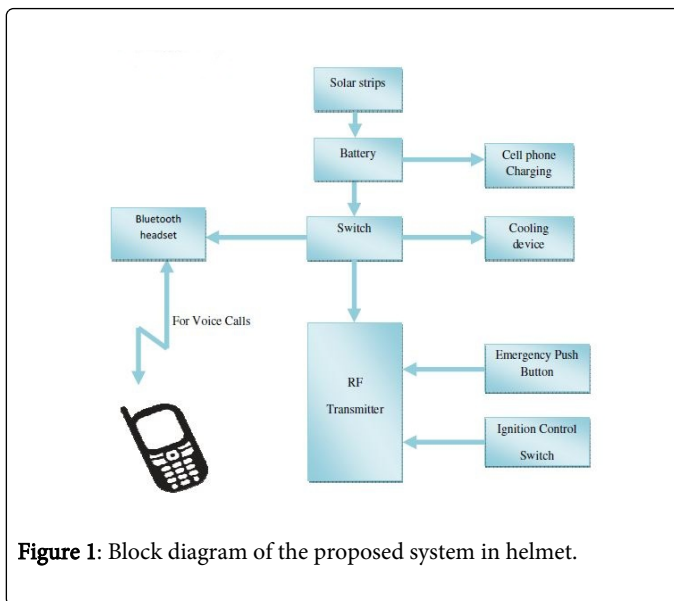 Solar strips
Battery
Cell phone
Charging
Bluetooth
headset
Switch
Cooling
device
For Voice Calls
RF
Transmitter
Emergency Push
Button
Ignition Control
Switch
Figure 1: Block diagram of the proposed system in helmet.